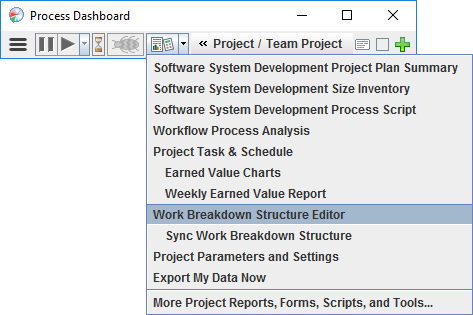 Process Dashboard
« Project / Team Project
Software System Development Project Plan Summary
Software System Development Size Inventory
Software System Development Process Script
Workflow Process Analysis
Project Task & Schedule
Earned Value Charts
Weekly Earned Value Report
Work Breakdown Structure Editor
Sync Work Breakdown Structure
Project Parameters and Settings
Export My Data Now
More Project Reports, Forms, Scripts, and Tools...